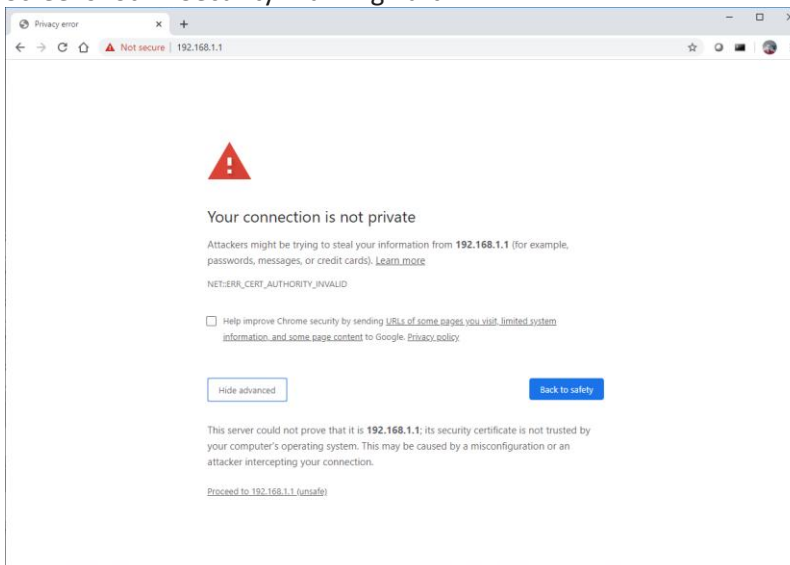 Privacy error
Not secure | 192.168.1.1
Your connection is not private
Attackers might be trying to steal your information from 192.168.1.1 (for example,
passwords, messages, or credit cards). Learn more
NET::ERR_CERT_AUTHORITY_INVALID
Help improve Chrome security by sending URLs of some pages you visit, limited system
information, and some page content to Google. Privacy policy
Hide advanced
Back to safety
This server could not prove that it is 192.168.1.1; its security certificate is not trusted by
your computer's operating system. This may be caused by a misconfiguration or an
attacker intercepting your connection.
Proceed to 192.168.1.1 (unsafe)